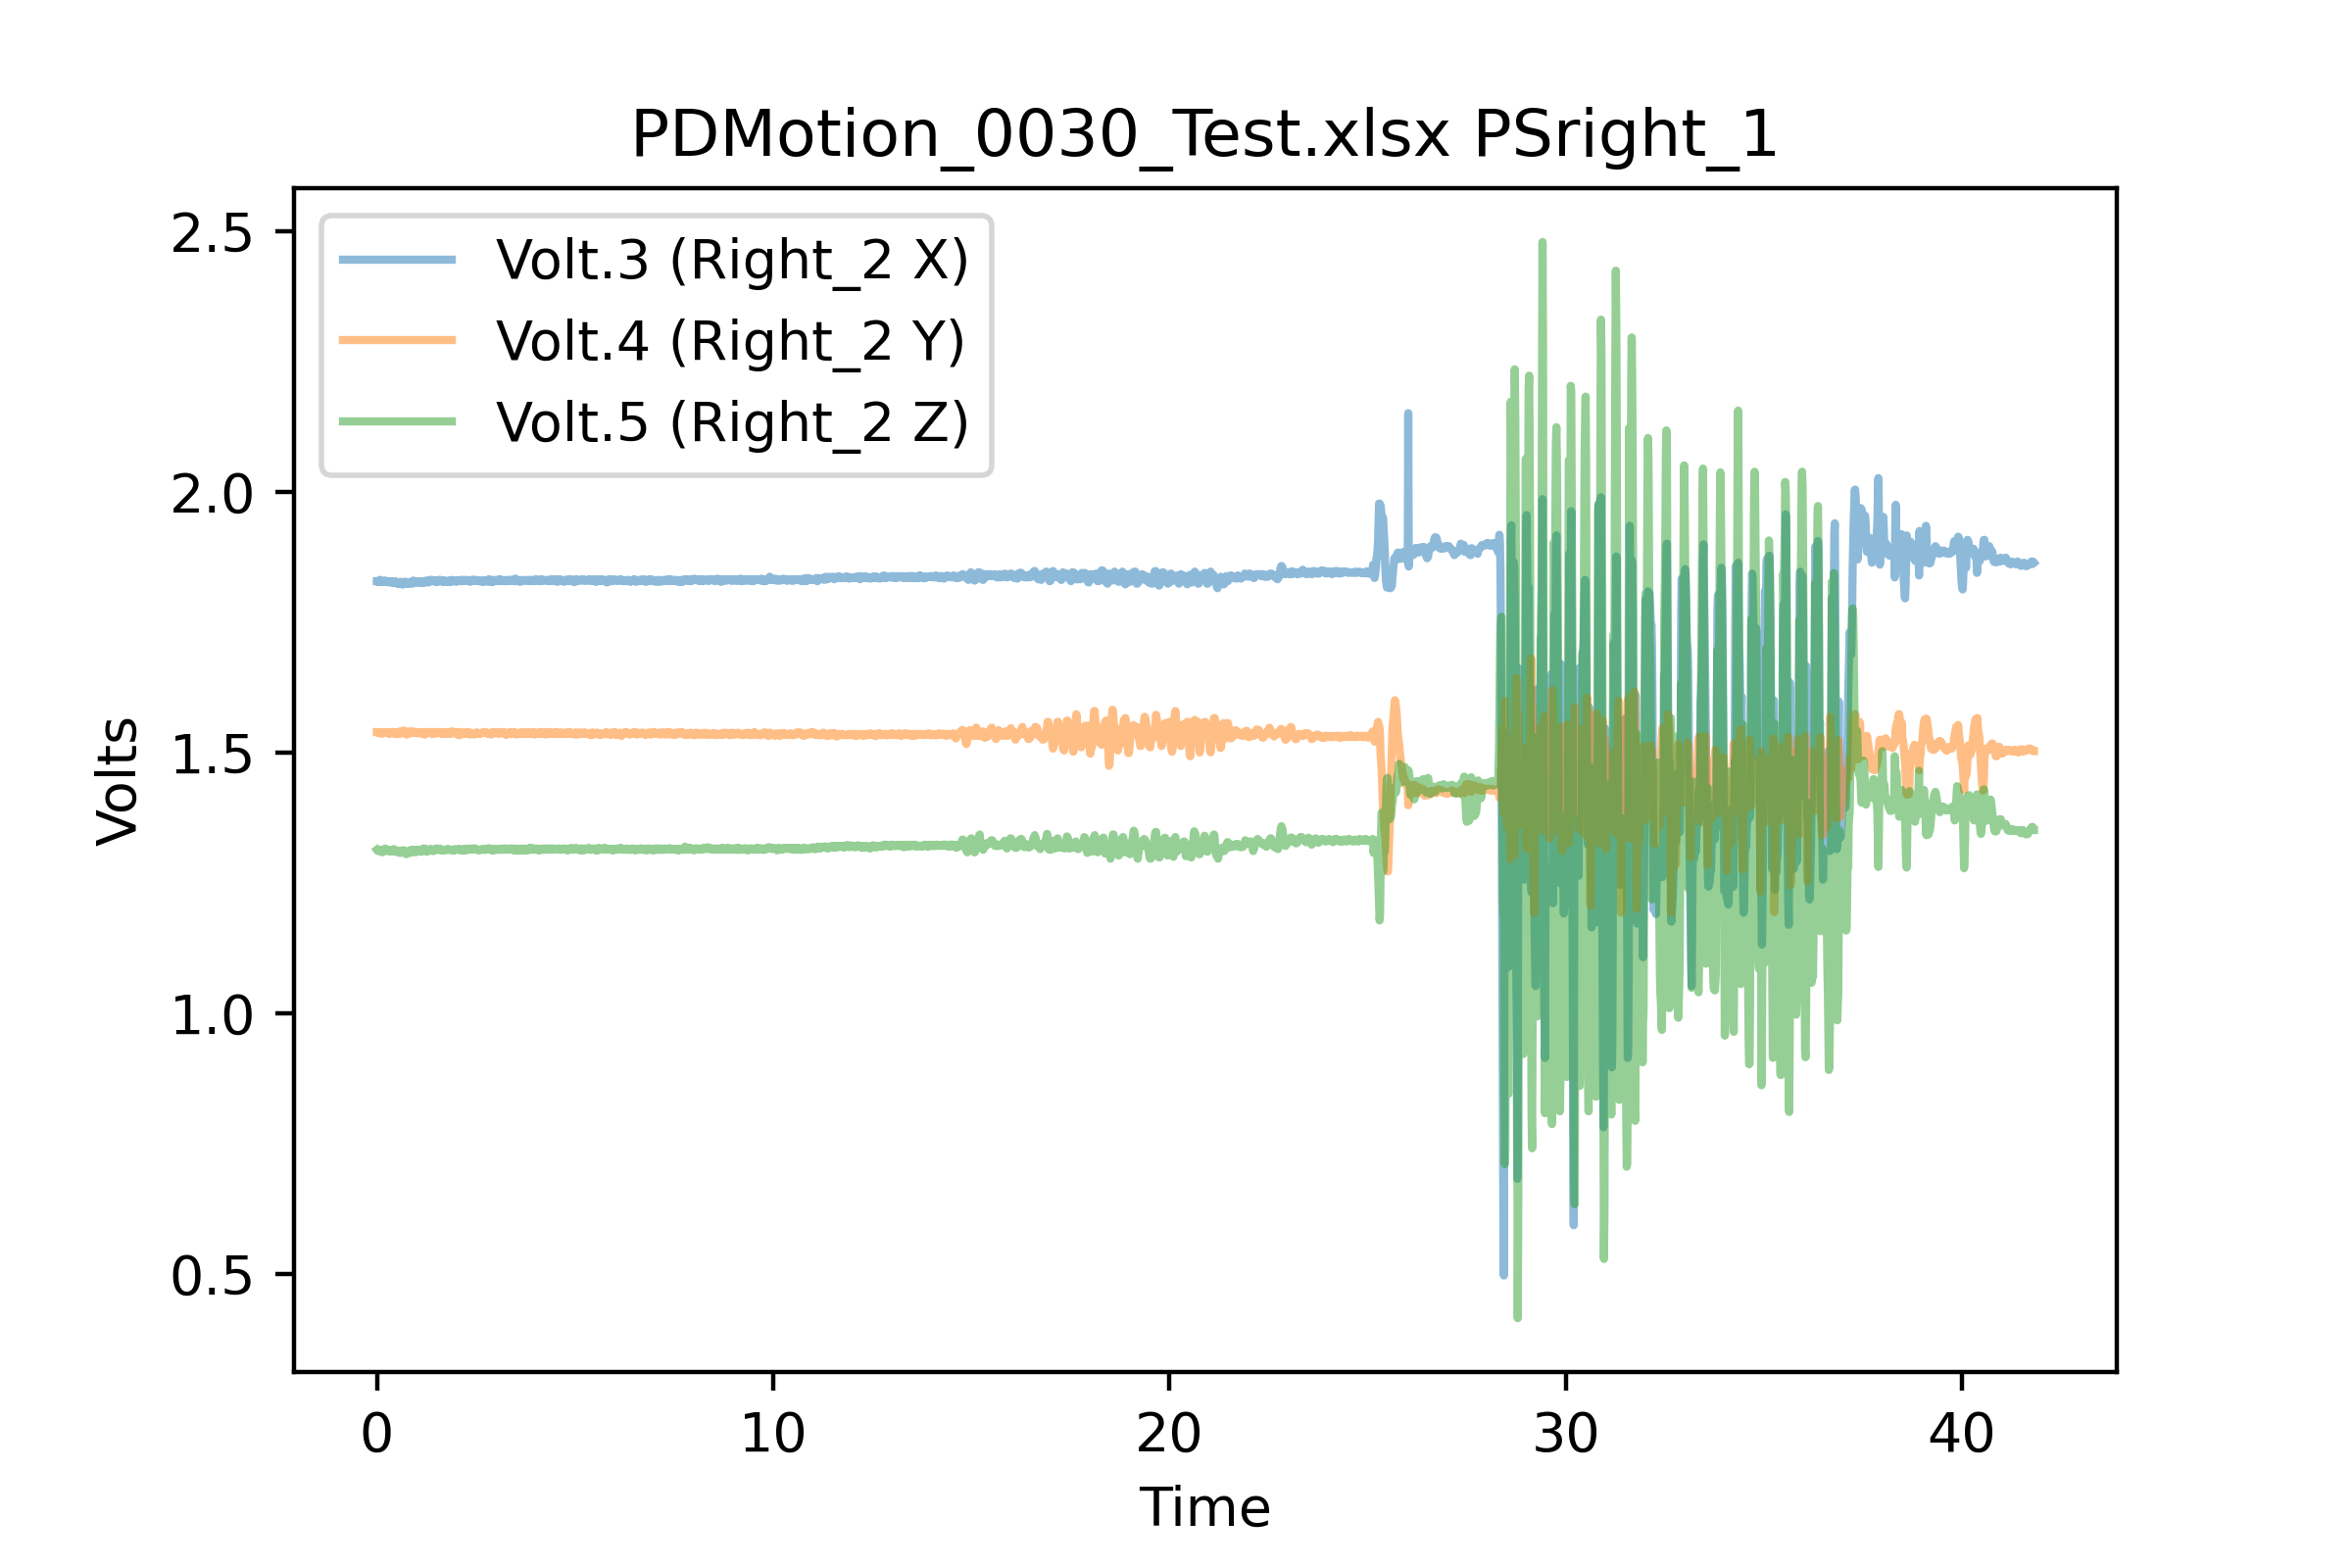 PDMotion_0030_Test.xlsx PSright_1
2.5
2.0
1.5
1.0
0.5
Volts
Volt.3 (Right_2 X)
Volt.4 (Right_2 Y)
Volt.5 (Right_2 Z)
0 10 20 30 40
Time